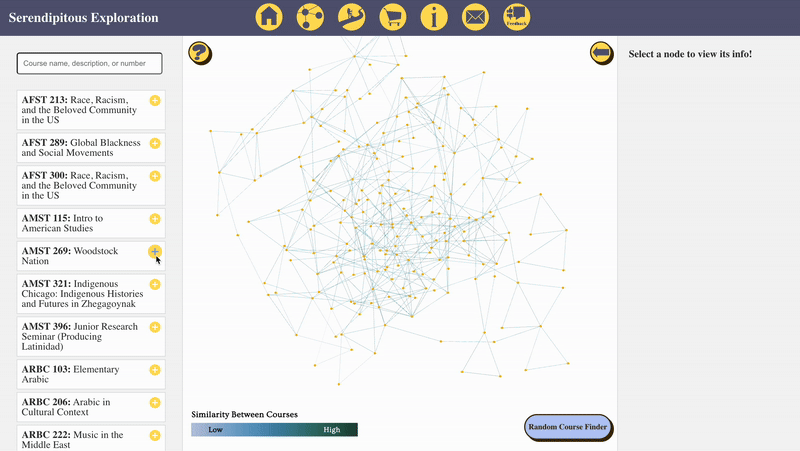 Serendipitous Exploration
Feedback
Course name, description, or number
AFST 213: Race, Racism,
and the Beloved Community
in the US
AFST 289: Global Blackness
and Social Movements
AFST 300: Race, Racism,
and the Beloved Community
in the US
AMST 115: Intro to
American Studies
AMST 269: Woodstock
Nation
AMST 321: Indigenous
Chicago: Indigenous Histories
and Futures in Zhegagoynak
AMST 396: Junior Research
Seminar (Producing
Latinidad)
ARBC 103: Elementary
Arabic
ARBC 206: Arabic in
Cultural Context
ARBC 222: Music in the
Middle East
?
Similarity Between Courses
Low High
Random Course Finder
Select a node to view its info!